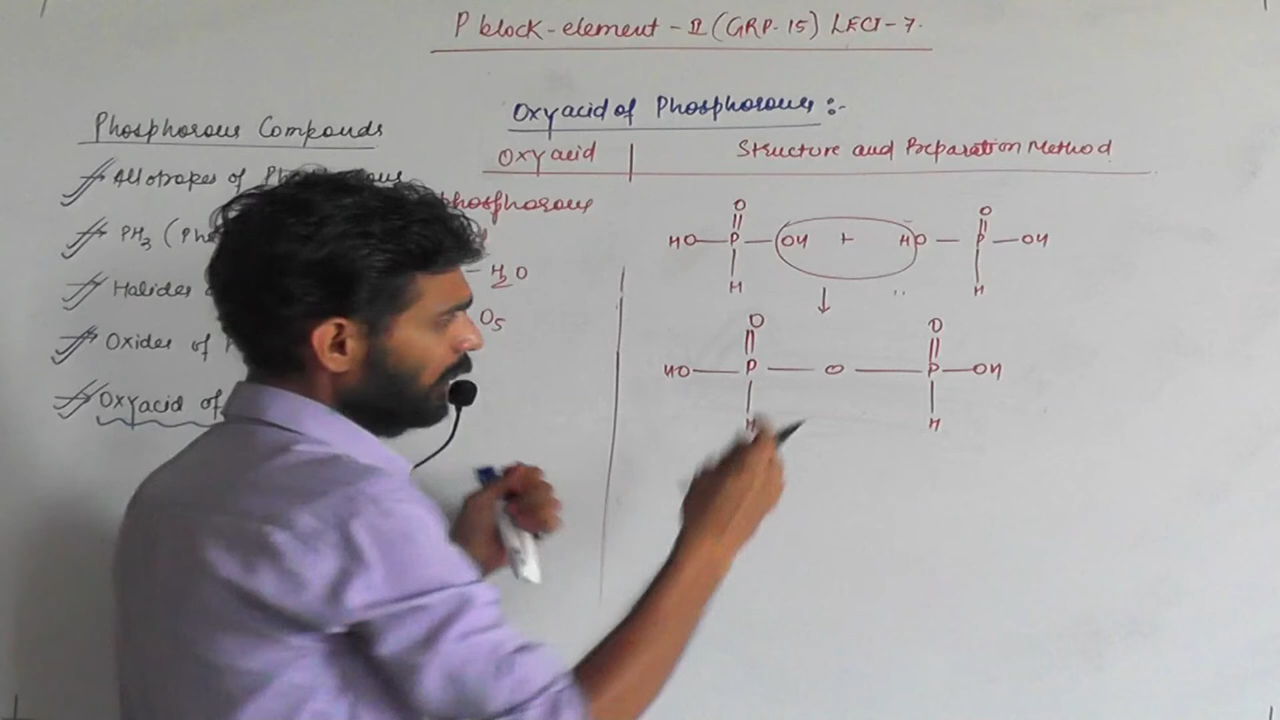 P block-element-II (GRP-15) LECT-7.
Phosphorous Compounds
Allotropes of Phosphorous
PH3
Halides
Oxides of
Oxyacid of
Oxyacid of Phosphorous :-
Oxyacid | Structure and Preparation Method
phosphorous
- H2O
O5
O O
HO-P-OH + HO-P-OH
H H
O O
HO-P-O-P-OH
H H